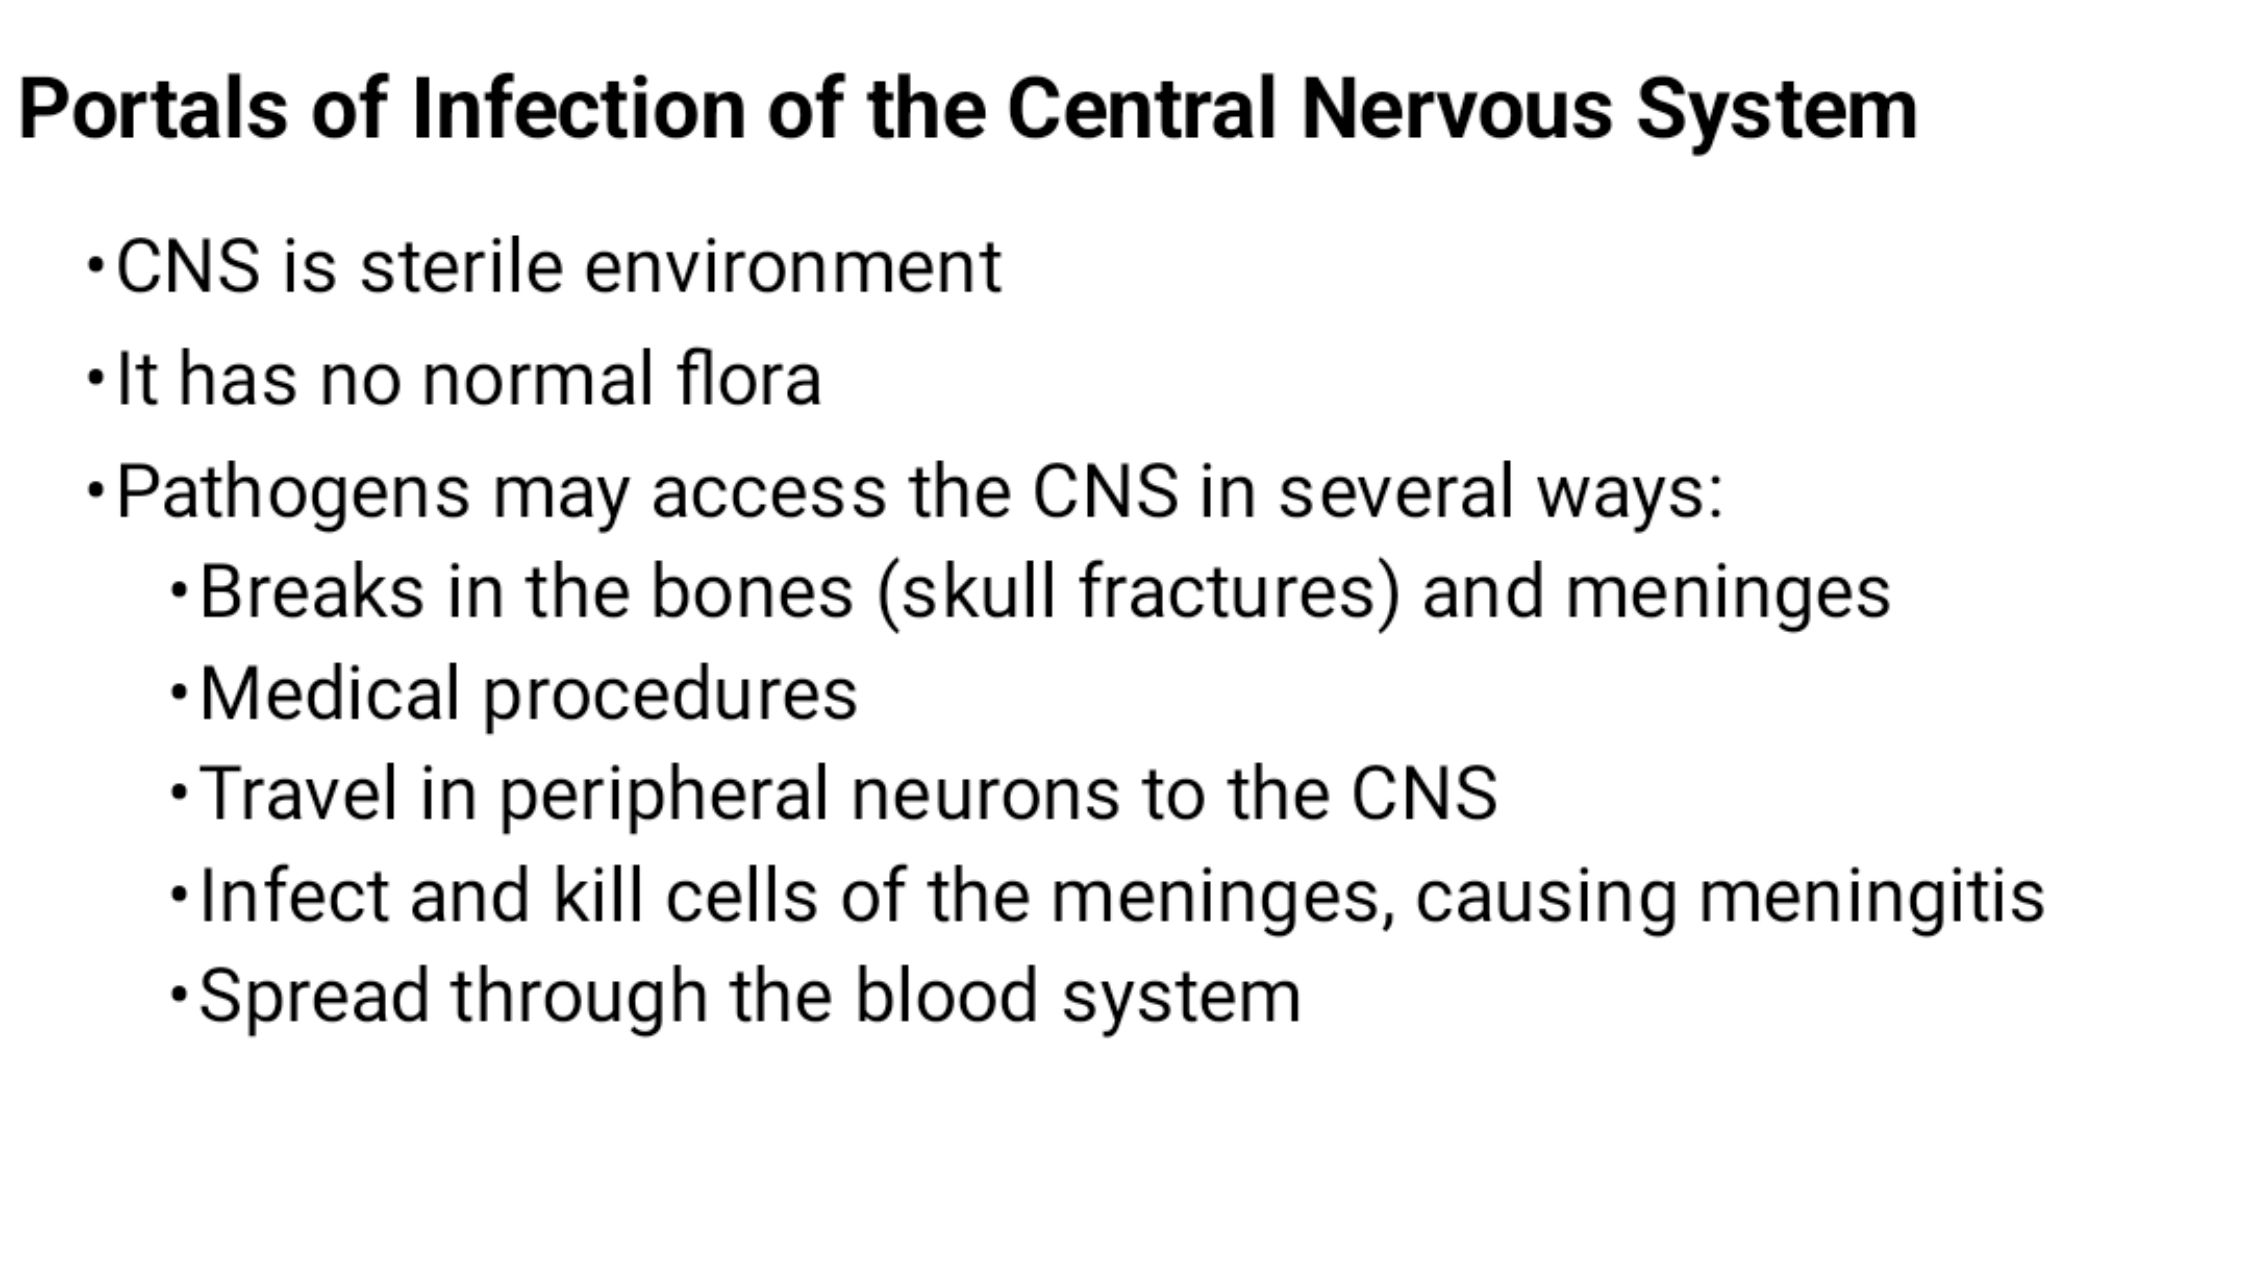 Portals of Infection of the Central Nervous System
•CNS is sterile environment
•It has no normal flora
•Pathogens may access the CNS in several ways:
•Breaks in the bones (skull fractures) and meninges
•Medical procedures
•Travel in peripheral neurons to the CNS
•Infect and kill cells of the meninges, causing meningitis
•Spread through the blood system